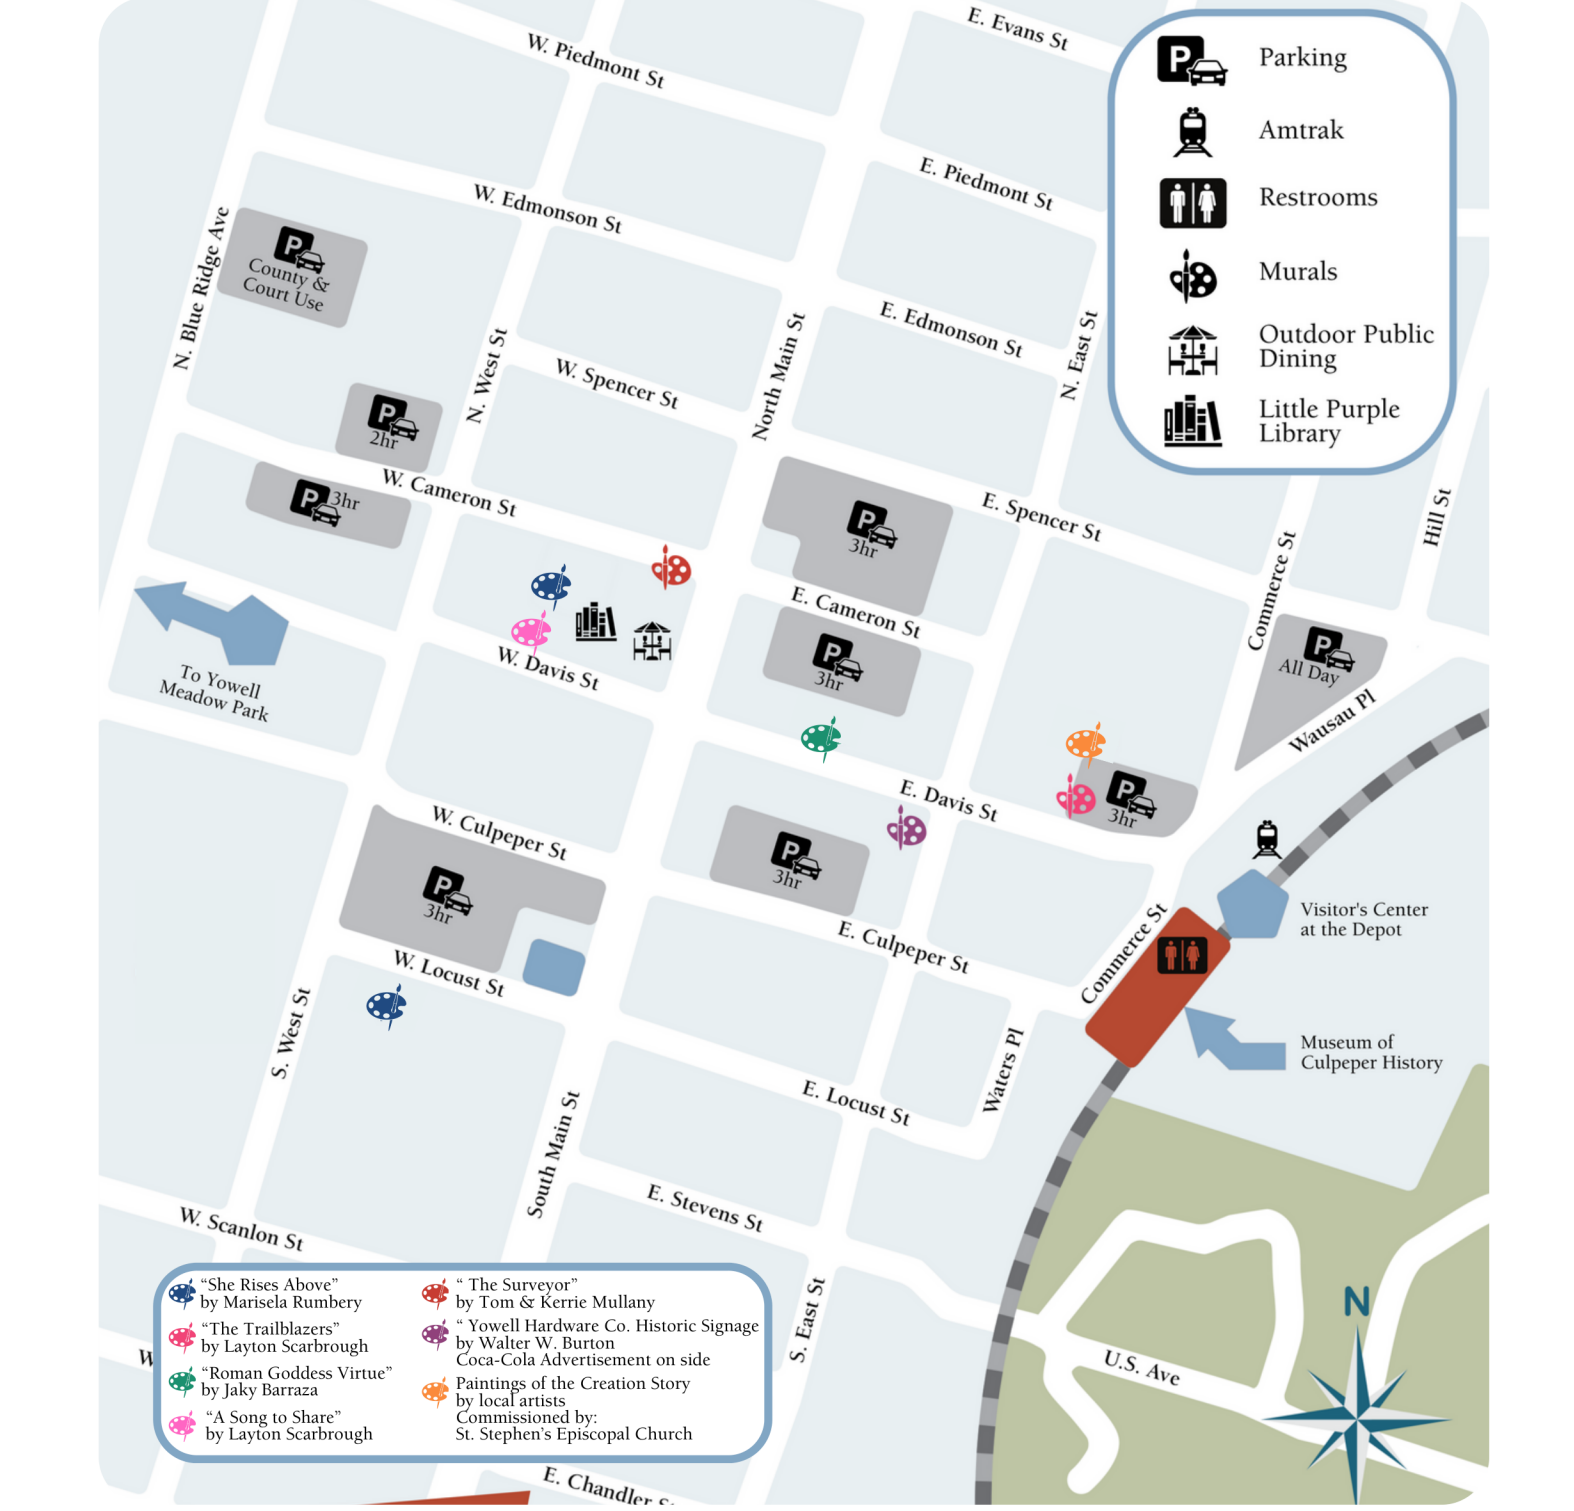 E. Evans St
W. Piedmont St
E. Piedmont St
W. Edmonson St
E. Edmonson St
N. Blue Ridge Ave
N. West St
North Main St
N. East St
W. Spencer St
E. Spencer St
Commerce St
Hill St
P
County &
Court Use
P
2hr
P 3hr
W. Cameron St
P
3hr
E. Cameron St
P
3hr
P
All Day
Wausau Pl
W. Davis St
E. Davis St
To Yowell
Meadow Park
P
3hr
P
3hr
W. Culpeper St
P
3hr
E. Culpeper St
W. Locust St
E. Locust St
Commerce St
Visitor's Center
at the Depot
Museum of
Culpeper History
S. West St
South Main St
Waters Pl
E. Stevens St
W. Scanlon St
S. East St
U.S. Ave
E. Chandler St
W
N
P Parking
Amtrak
Restrooms
Murals
Outdoor Public
Dining
Little Purple
Library
“She Rises Above”
by Marisela Rumbery
“The Trailblazers”
by Layton Scarbrough
“Roman Goddess Virtue”
by Jaky Barraza
“A Song to Share”
by Layton Scarbrough
“ The Surveyor”
by Tom & Kerrie Mullany
“ Yowell Hardware Co. Historic Signage
by Walter W. Burton
Coca-Cola Advertisement on side
Paintings of the Creation Story
by local artists
Commissioned by:
St. Stephen’s Episcopal Church